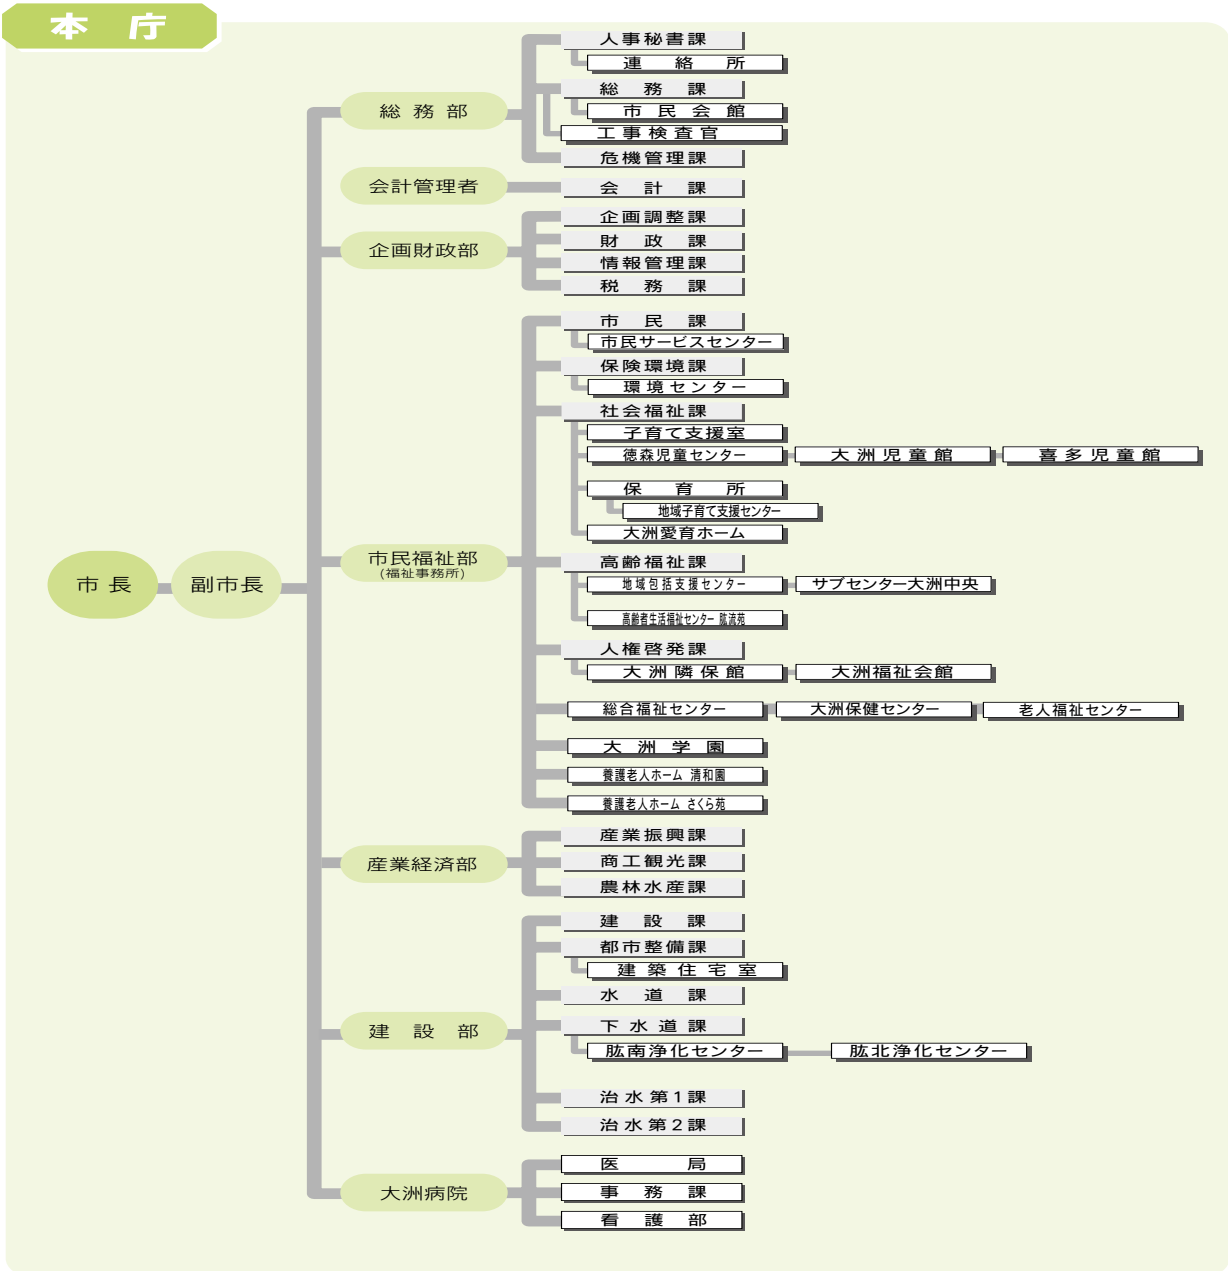 本庁
人事秘書課
連絡所
総務課
市民会館
工事検査官
危機管理課
総務部
会計管理者
会計課
企画財政部
企画調整課
財政課
情報管理課
税務課
市民課
市民サービスセンター
保険環境課
環境センター
社会福祉課
子育て支援室
徳森児童センター 大洲児童館 喜多児童館
保育所
地域子育て支援センター
大洲愛育ホーム
市長 副市長
市民福祉部
(福祉事務所)
高齢福祉課
地域包括支援センター サブセンター大洲中央
高齢者生活福祉センター 肱流苑
人権啓発課
大洲隣保館 大洲福祉会館
総合福祉センター 大洲保健センター 老人福祉センター
大洲学園
養護老人ホーム 清和園
養護老人ホーム さくら苑
産業経済部
産業振興課
商工観光課
農林水産課
建設部
建設課
都市整備課
建築住宅室
水道課
下水道課
肱南浄化センター 肱北浄化センター
治水第1課
治水第2課
大洲病院
医局
事務課
看護部